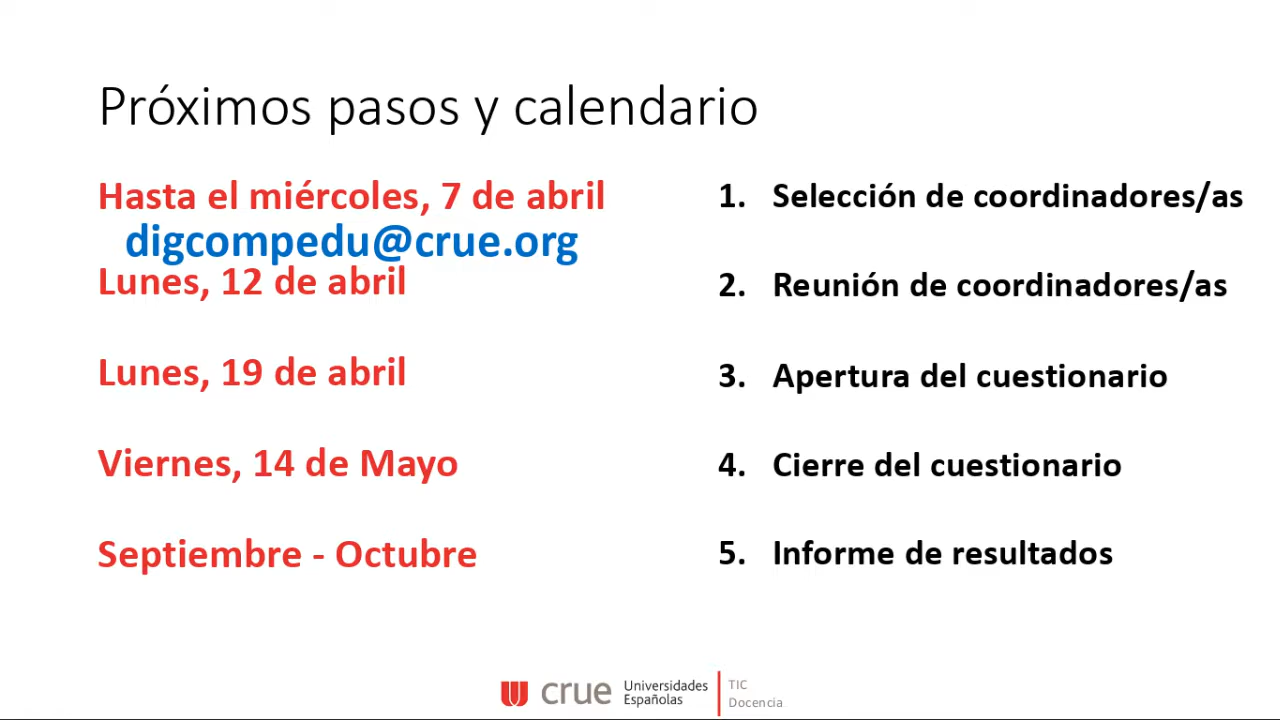 Próximos pasos y calendario
Hasta el miércoles, 7 de abril
digcompedu@crue.org
1. Selección de coordinadores/as
Lunes, 12 de abril
2. Reunión de coordinadores/as
Lunes, 19 de abril
3. Apertura del cuestionario
Viernes, 14 de Mayo
4. Cierre del cuestionario
Septiembre - Octubre
5. Informe de resultados
crue
Universidades
Españolas
TIC
Docencia